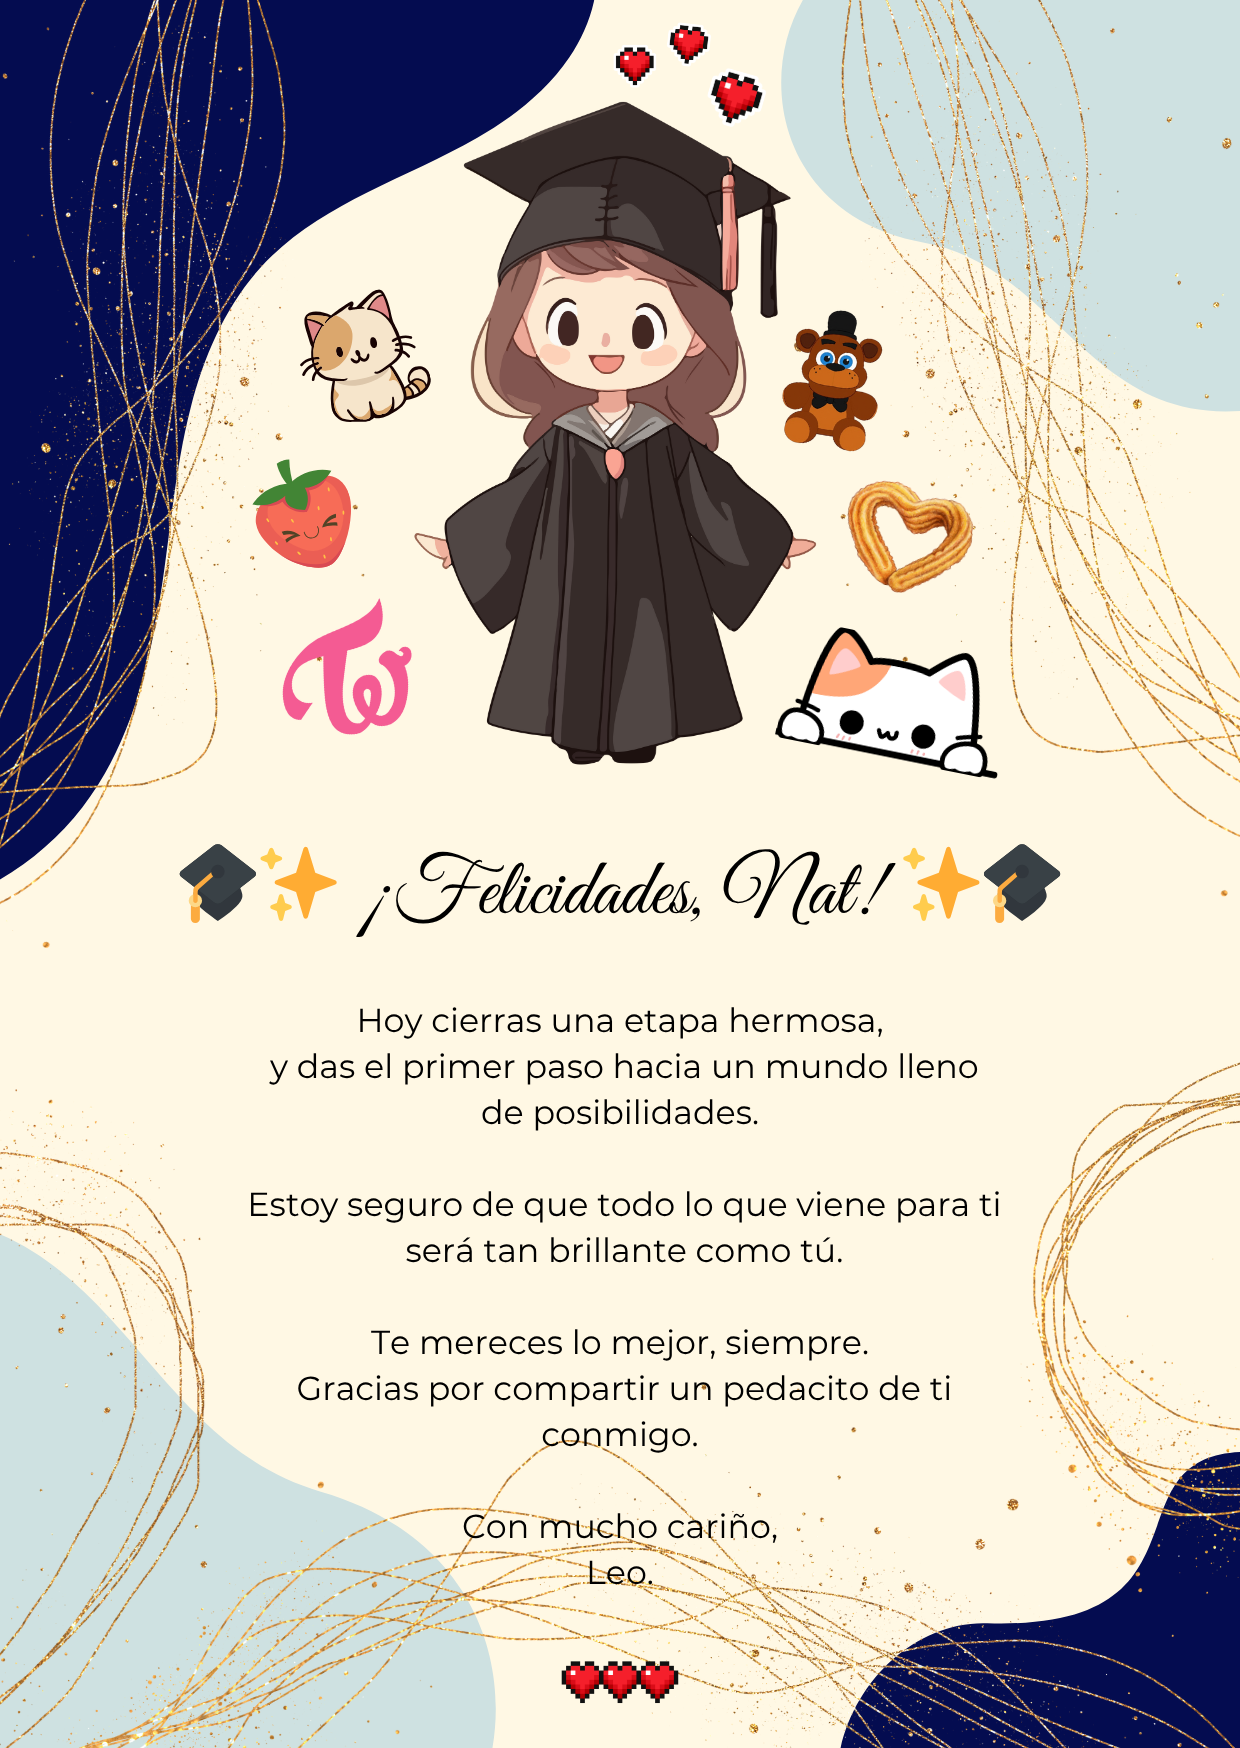 ¡Felicidades, Nat!
Hoy cierras una etapa hermosa,
y das el primer paso hacia un mundo lleno
de posibilidades.
Estoy seguro de que todo lo que viene para ti
será tan brillante como tú.
Te mereces lo mejor, siempre.
Gracias por compartir un pedacito de ti
conmigo.
Con mucho cariño,
Leo.